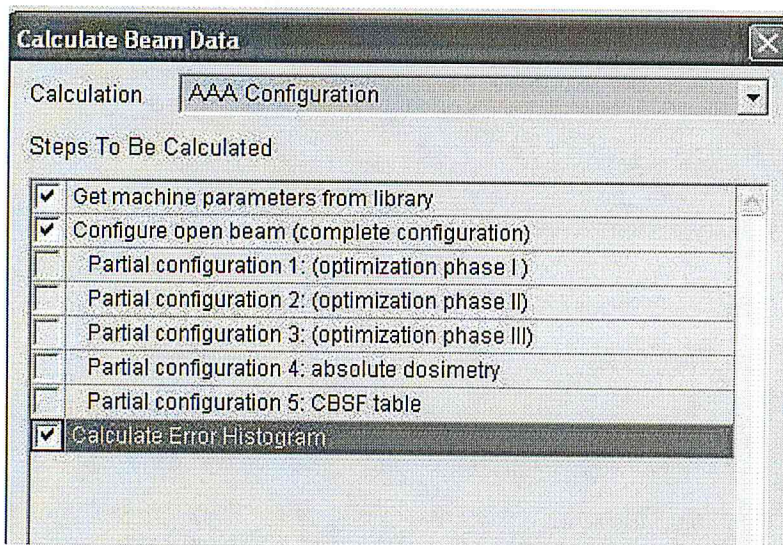 Calculate Beam Data
Calculation AAA Configuration
Steps To Be Calculated
Get machine parameters from library
Configure open beam (complete configuration)
Partial configuration 1: (optimization phase I )
Partial configuration 2: (optimization phase II)
Partial configuration 3: (optimization phase III)
Partial configuration 4: absolute dosimetry
Partial configuration 5: CBSF table
Calculate Error Histogram